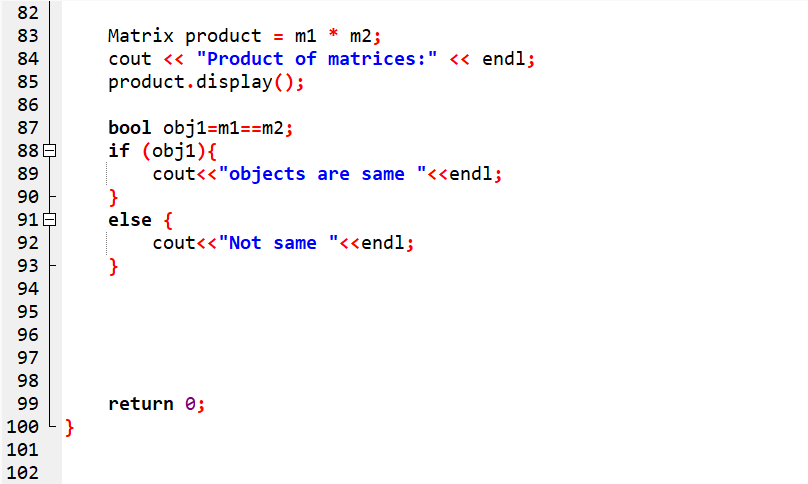 82
83 Matrix product = m1 * m2;
84 cout << "Product of matrices:" << endl;
85 product.display();
86
87 bool obj1=m1==m2;
88 if (obj1){
89 cout<<"objects are same "<<endl;
90 }
91 else {
92 cout<<"Not same "<<endl;
93 }
94
95
96
97
98
99 return 0;
100 }
101
102